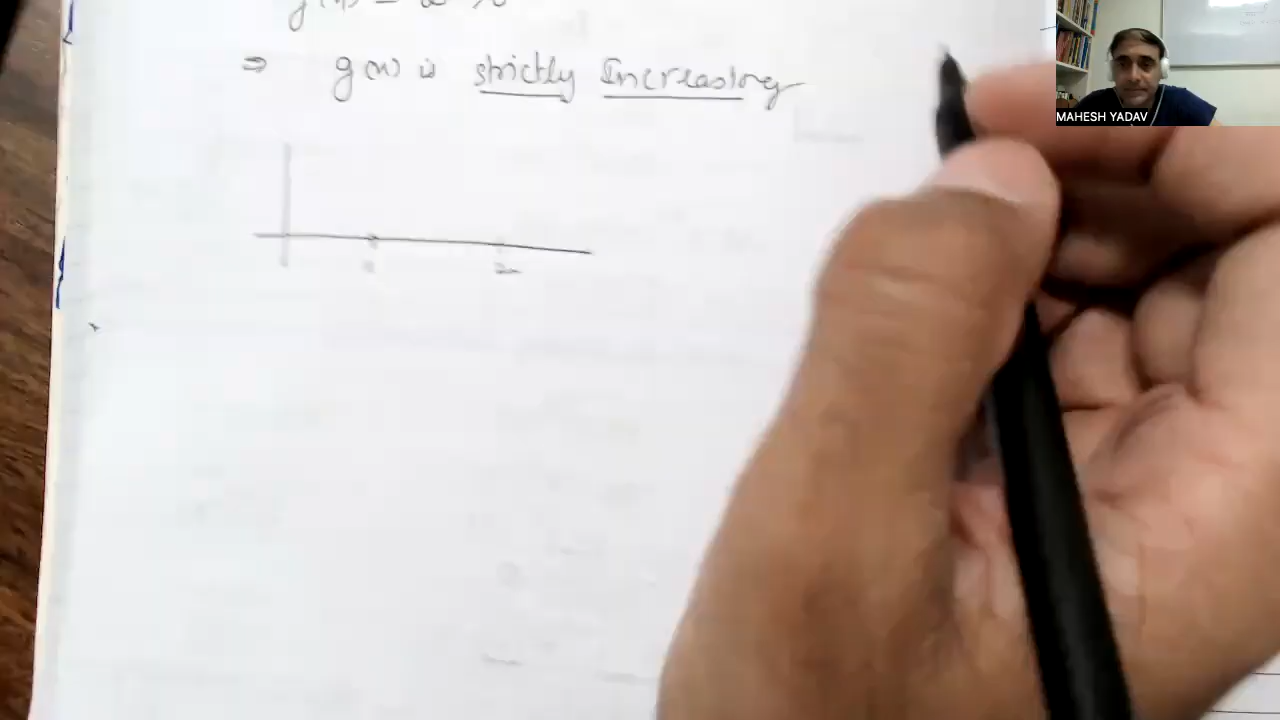 ⇒ g(x) is strictly Increasing
MAHESH YADAV